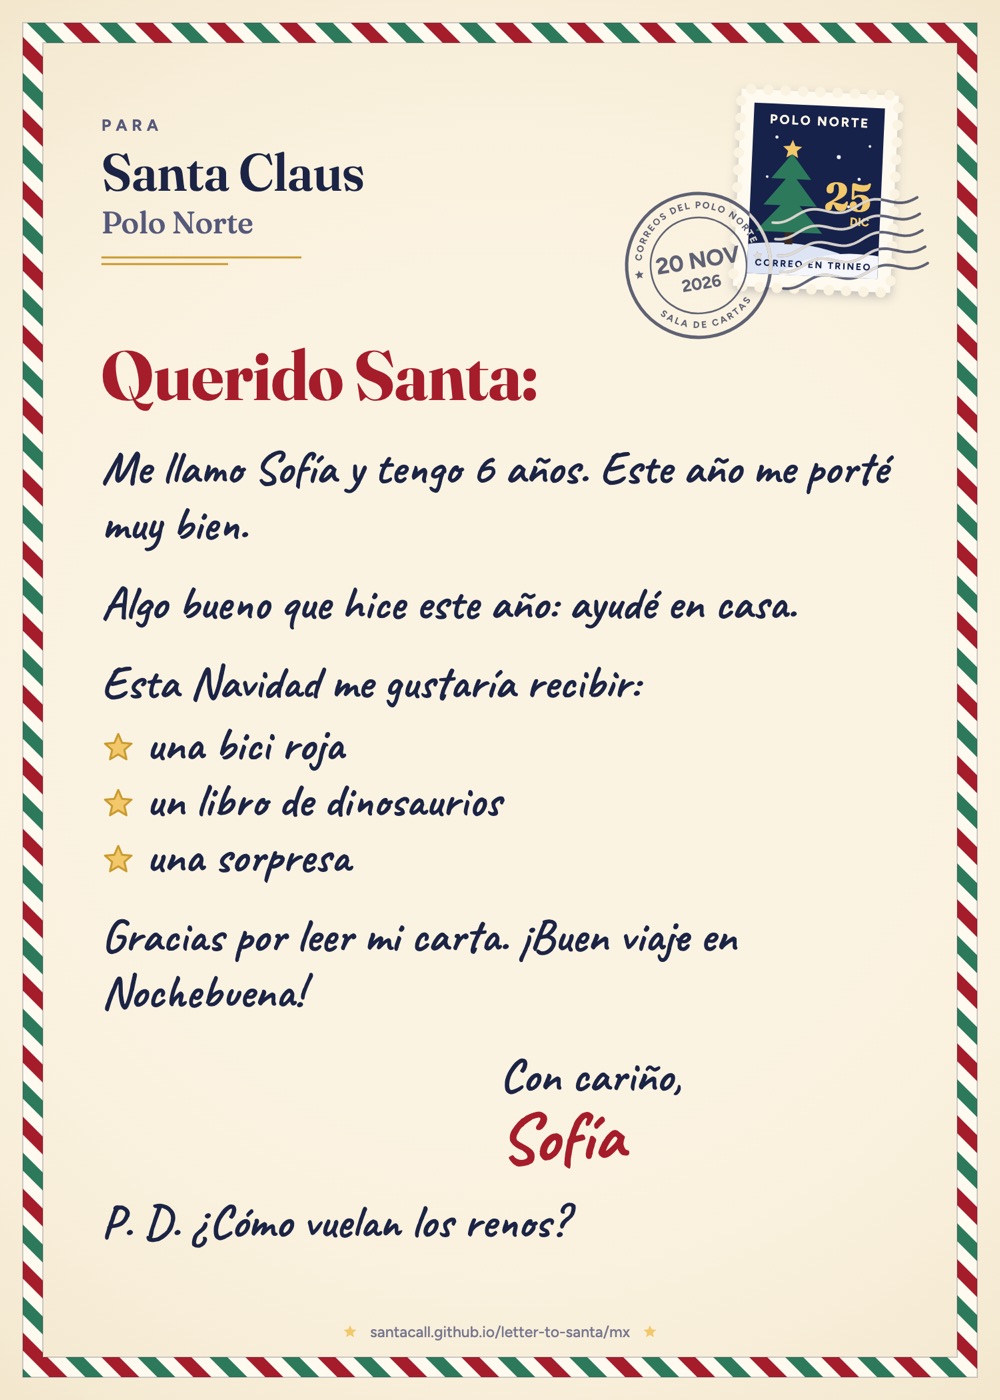 PARA
Santa Claus
Polo Norte
POLO NORTE
25
DIC
CORREO EN TRINEO
CORREOS DEL POLO NORTE
20 NOV
2026
SALA DE CARTAS
Querido Santa:
Me llamo Sofía y tengo 6 años. Este año me porté
muy bien.
Algo bueno que hice este año: ayudé en casa.
Esta Navidad me gustaría recibir:
una bici roja
un libro de dinosaurios
una sorpresa
Gracias por leer mi carta. ¡Buen viaje en
Nochebuena!
Con cariño,
Sofía
P. D. ¿Cómo vuelan los renos?
santacall.github.io/letter-to-santa/mx